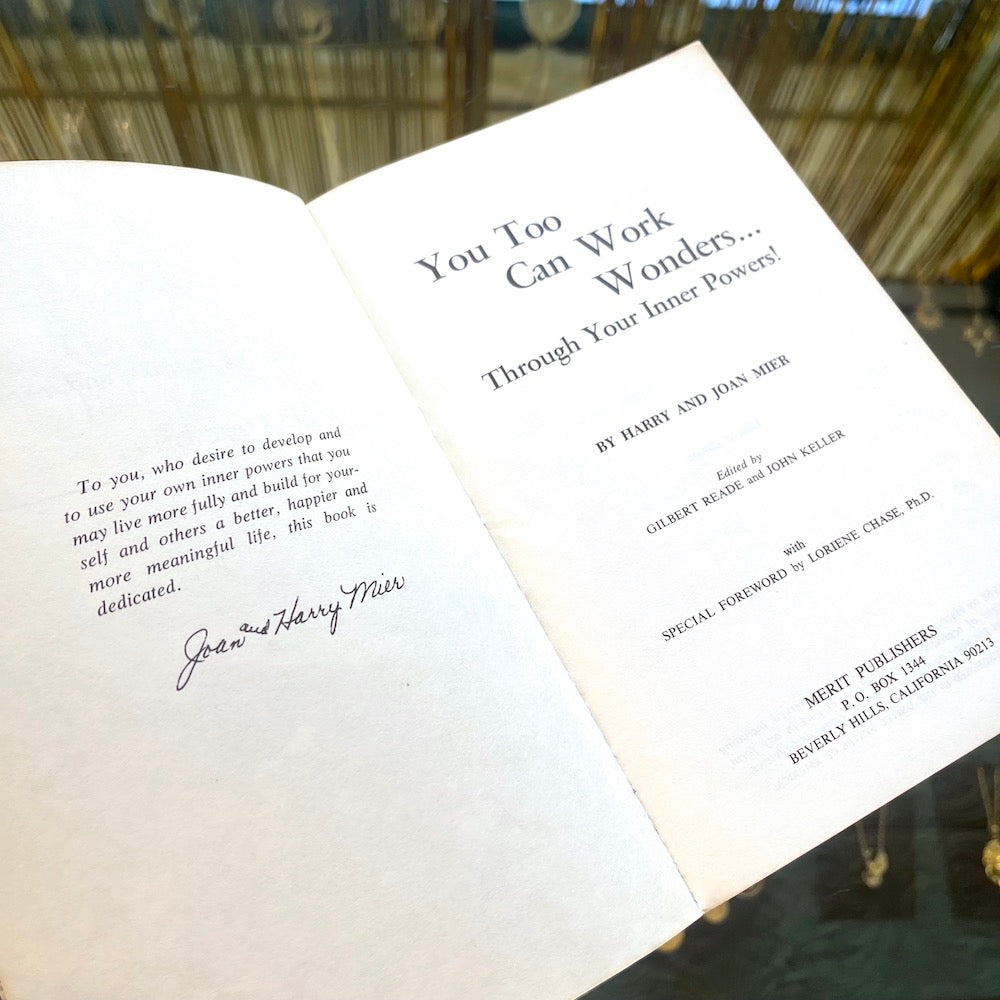 To you, who desire to develop and
to use your own inner powers that you
may live more fully and build for your-
self and others a better, happier and
more meaningful life, this book is
dedicated.
Joan and Harry Mier
You Too
Can Work
Wonders...
Through Your Inner Powers!
BY HARRY AND JOAN MIER
Edited by
GILBERT READE and JOHN KELLER
with
SPECIAL FOREWORD by LORIENE CHASE, Ph.D.
MERIT PUBLISHERS
P. O. BOX 1344
BEVERLY HILLS, CALIFORNIA 90213